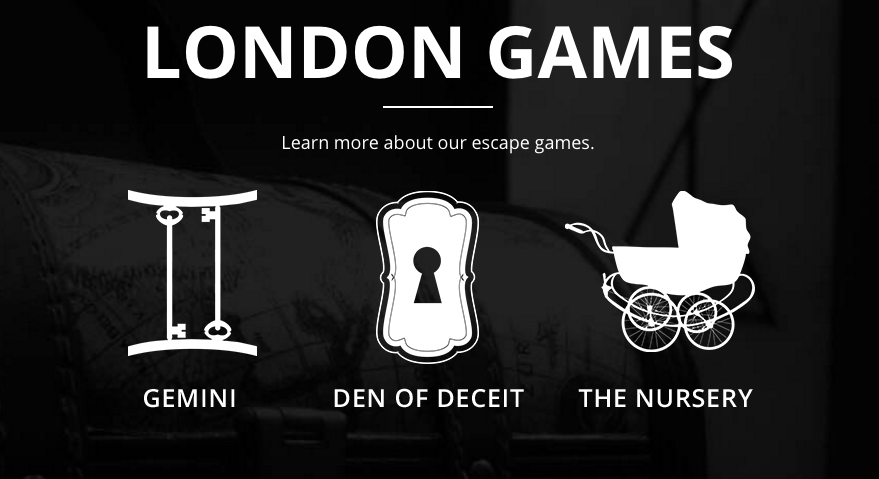 LONDON GAMES
Learn more about our escape games.
GEMINI
DEN OF DECEIT
THE NURSERY